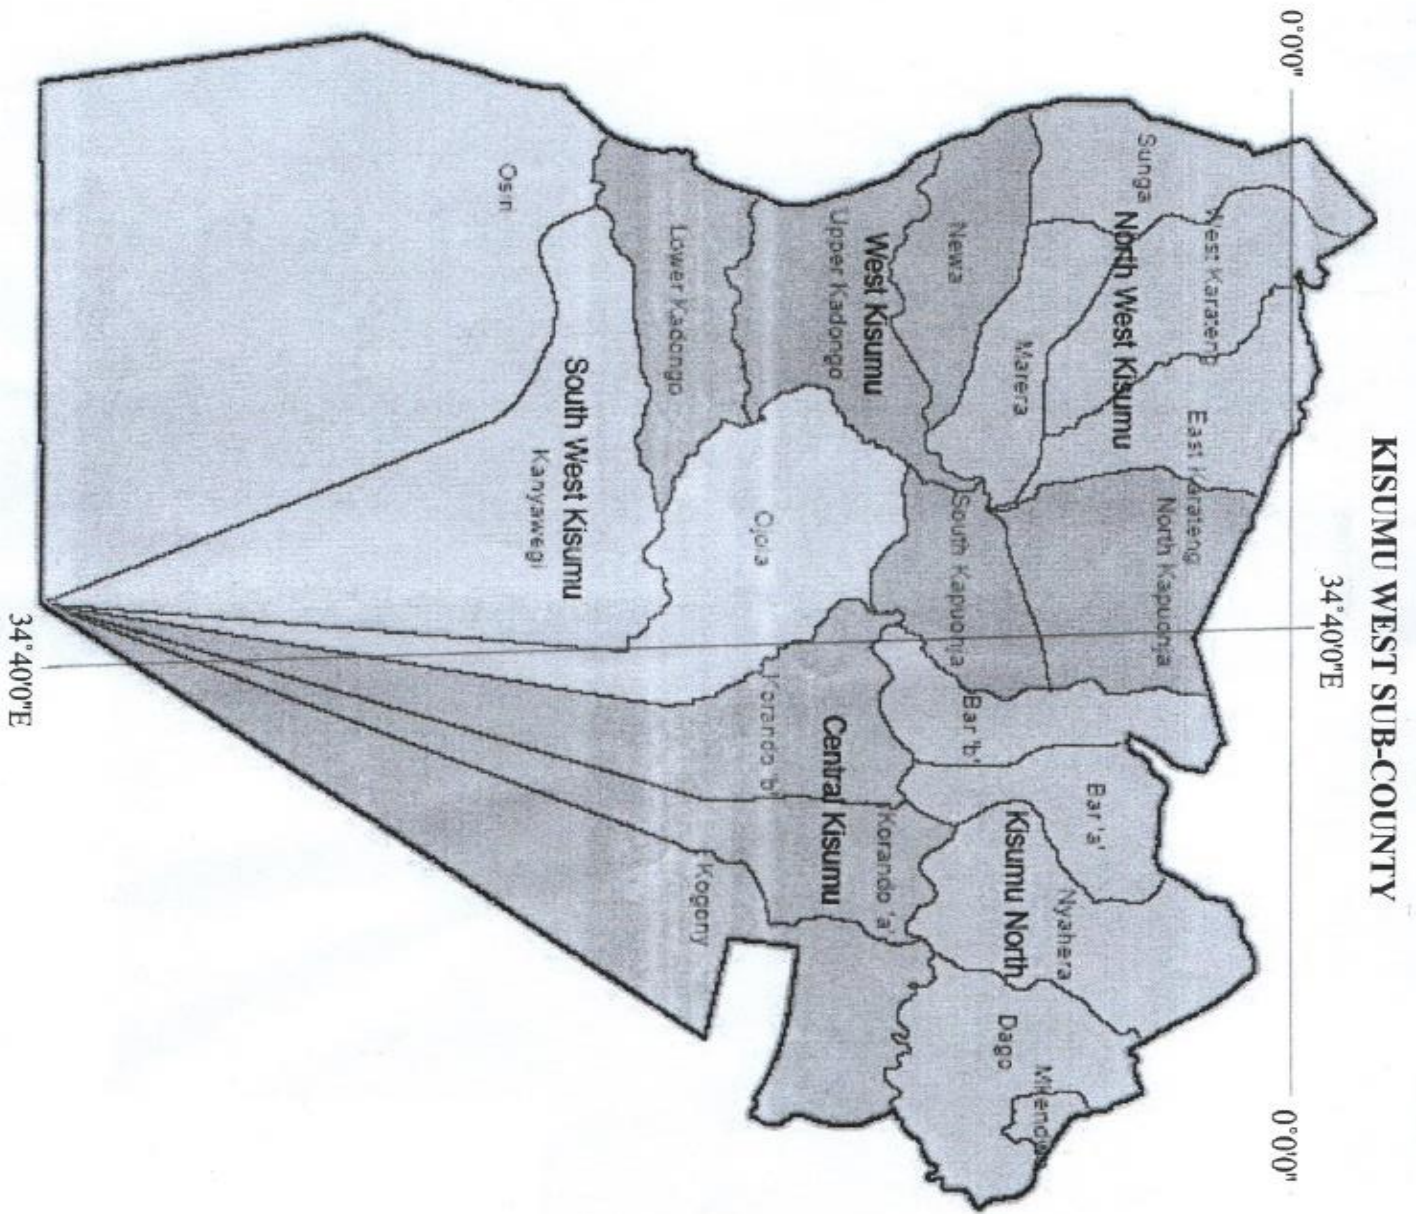 KISUMU WEST SUB-COUNTY
34°40'0"E
0°0'0"
0°0'0"
West Karateng
East Karateng
North Kapuonja
Sunga
North West Kisumu
Bar 'a'
Nyahera
Marera
Kisumu North
Dago
Newa
South Kapuonja
Bar 'b'
West Kisumu
Korando 'a'
Upper Kadongo
Central Kisumu
Ojola
Korando 'b'
Lower Kadongo
Kogony
South West Kisumu
Kanyawegi
Osiri
34°40'0"E